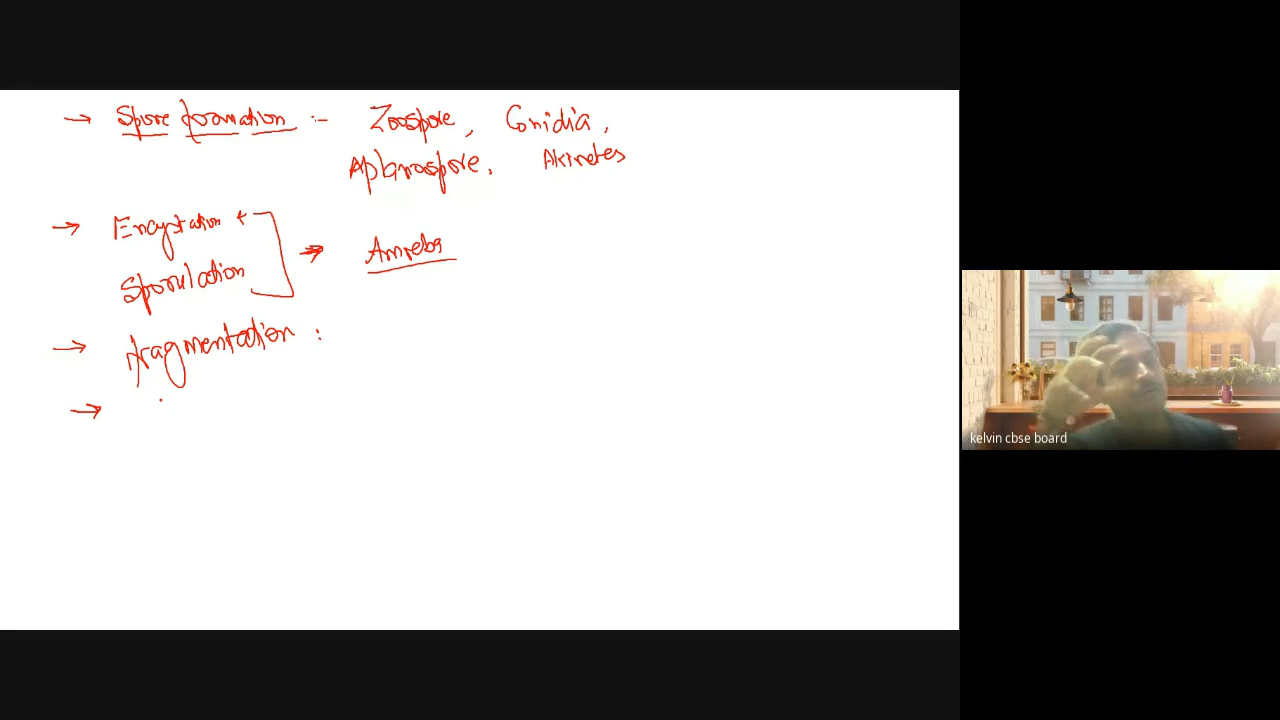 → Spore formation :- Zoospore, Conidia,
Aplanospore, Akinetes
→ Encystation +
Sporulation → Amoeba
→ fragmentation :
→
kelvin cbse board